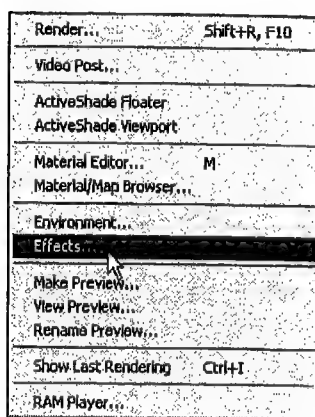 Render... Shift+R, F10
Video Post...
ActiveShade Floater
ActiveShade Viewport
Material Editor... M
Material/Map Browser...
Environment...
Effects...
Make Preview...
View Preview...
Rename Preview...
Show Last Rendering Ctrl+I
RAM Player...